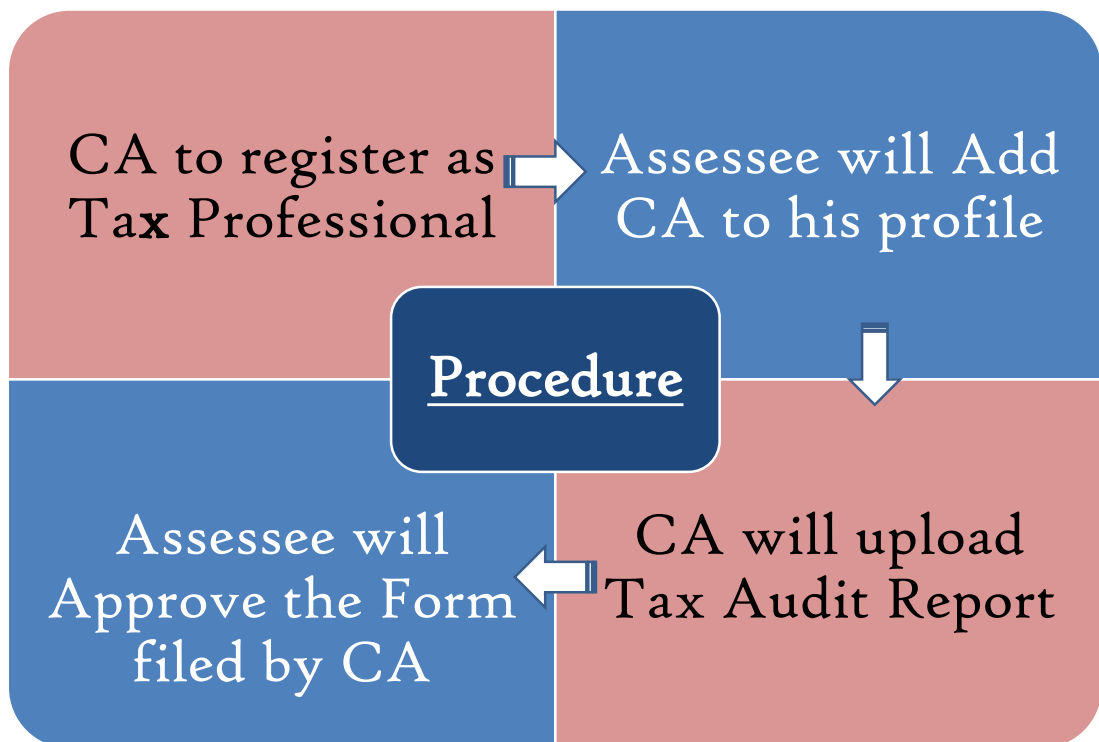 CA to register as
Tax Professional
Assessee will Add
CA to his profile
Procedure
Assessee will
Approve the Form
filed by CA
CA will upload
Tax Audit Report